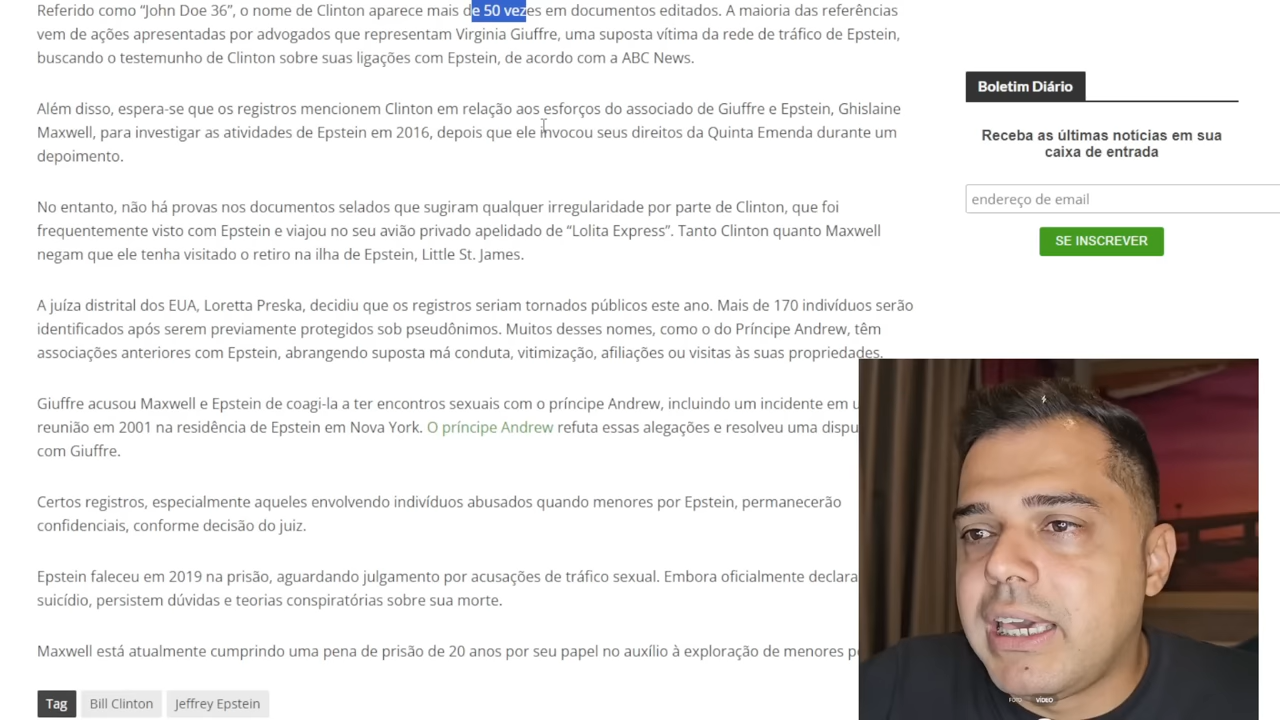 Referido como “John Doe 36”, o nome de Clinton aparece mais de 50 vezes em documentos editados. A maioria das referências
vem de ações apresentadas por advogados que representam Virginia Giuffre, uma suposta vítima da rede de tráfico de Epstein,
buscando o testemunho de Clinton sobre suas ligações com Epstein, de acordo com a ABC News.
Além disso, espera-se que os registros mencionem Clinton em relação aos esforços do associado de Giuffre e Epstein, Ghislaine
Maxwell, para investigar as atividades de Epstein em 2016, depois que ele invocou seus direitos da Quinta Emenda durante um
depoimento.
No entanto, não há provas nos documentos selados que sugiram qualquer irregularidade por parte de Clinton, que foi
frequentemente visto com Epstein e viajou no seu avião privado apelidado de “Lolita Express”. Tanto Clinton quanto Maxwell
negam que ele tenha visitado o retiro na ilha de Epstein, Little St. James.
A juíza distrital dos EUA, Loretta Preska, decidiu que os registros seriam tornados públicos este ano. Mais de 170 indivíduos serão
identificados após serem previamente protegidos sob pseudônimos. Muitos desses nomes, como o do Príncipe Andrew, têm
associações anteriores com Epstein, abrangendo suposta má conduta, vitimização, afiliações ou visitas às suas propriedades.
Giuffre acusou Maxwell e Epstein de coagi-la a ter encontros sexuais com o príncipe Andrew, incluindo um incidente em
reunião em 2001 na residência de Epstein em Nova York. O príncipe Andrew refuta essas alegações e resolveu uma
com Giuffre.
Certos registros, especialmente aqueles envolvendo indivíduos abusados quando menores por Epstein, permanecerão
confidenciais, conforme decisão do juiz.
Epstein faleceu em 2019 na prisão, aguardando julgamento por acusações de tráfico sexual. Embora oficialmente
suicídio, persistem dúvidas e teorias conspiratórias sobre sua morte.
Maxwell está atualmente cumprindo uma pena de prisão de 20 anos por seu papel no auxílio à exploração de menores
Tag Bill Clinton Jeffrey Epstein
Boletim Diário
Receba as últimas noticias em sua
caixa de entrada
endereço de email
SE INSCREVER
FOTO VÍDEO